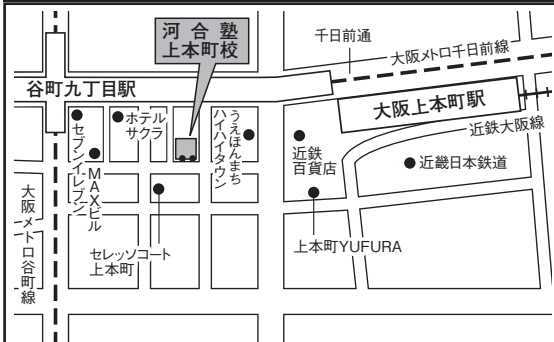 河合塾
上本町校
千日前通
大阪メトロ千日前線
谷町九丁目駅
大阪上本町駅
近鉄大阪線
ホテル
サクラ
セブンイレブン
MAXビル
うえほんまち
ハイハイタウン
近鉄
百貨店
近畿日本鉄道
大阪メトロ谷町線
セレッソコート
上本町
上本町YUFURA